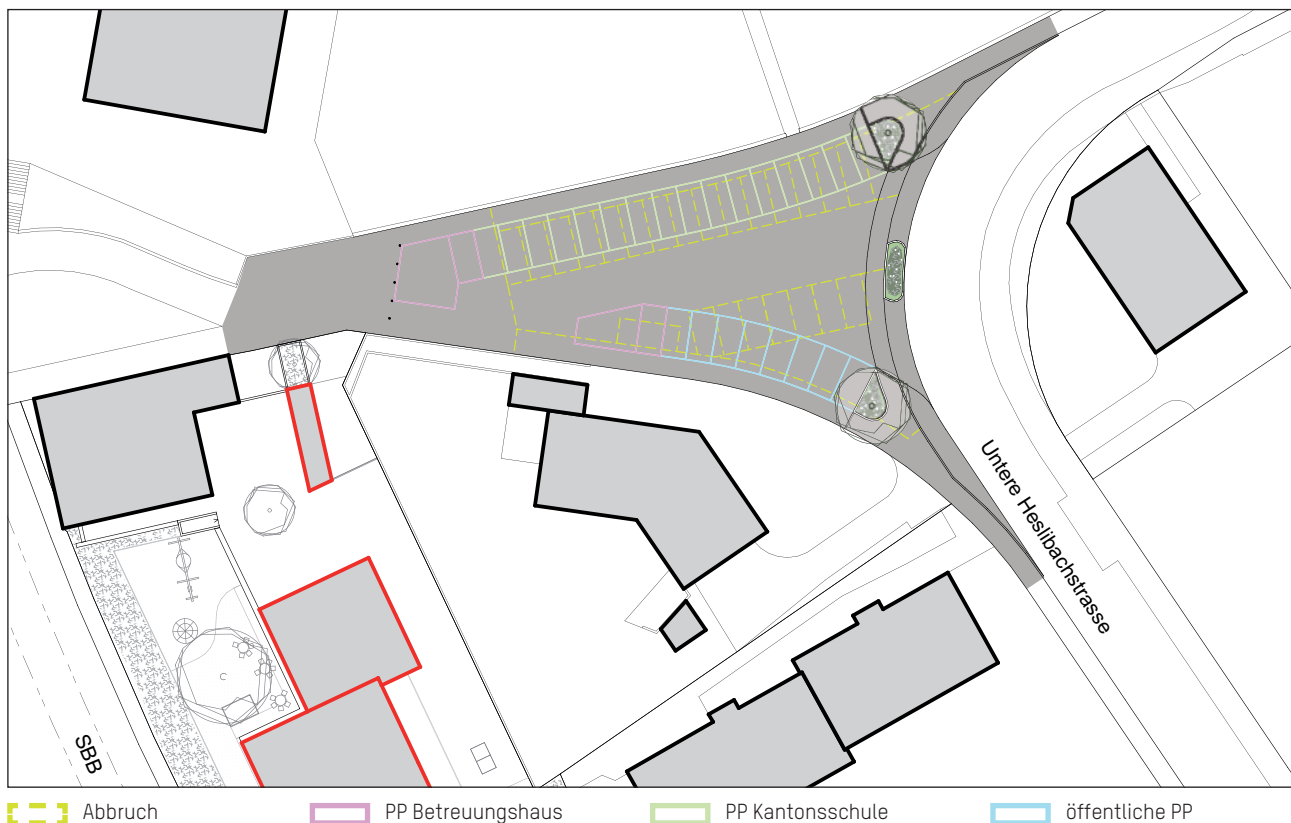 Untere Heslibachstrasse
SBB
Abbruch
PP Betreuungshaus
PP Kantonsschule
öffentliche PP